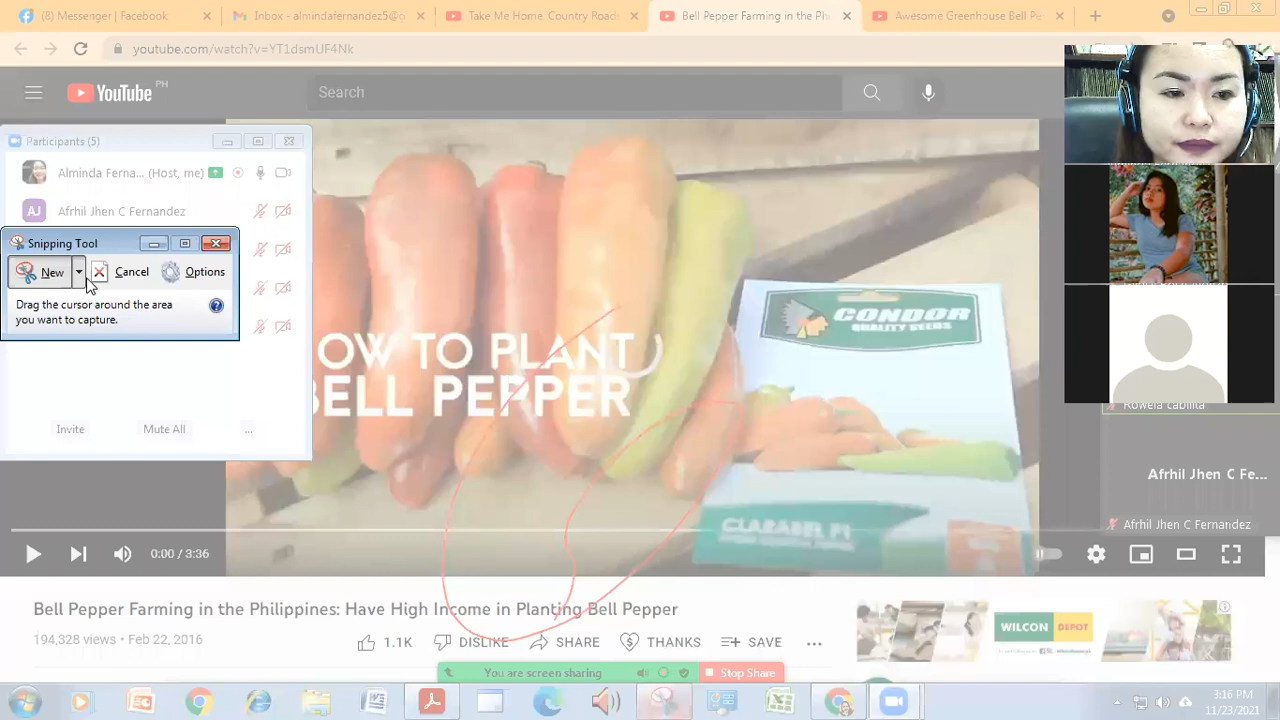 (8) Messenger | Facebook
Inbox - almindafernandez5@g
Take Me Home, Country Roads
Bell Pepper Farming in the Phi
Awesome Greenhouse Bell Pe
youtube.com/watch?v=YT1dsmUF4Nk
YouTube PH
Search
Participants (5)
Alminda Ferna... (Host, me)
AJ Afrhil Jhen C Fernandez
Snipping Tool
New Cancel Options
Drag the cursor around the area
you want to capture.
Invite Mute All ...
OW TO PLANT
BELL PEPPER
CONDOR
QUALITY SEEDS
CLARABEL F1
Rowela cabilita
Afrhil Jhen C Fe...
Afrhil Jhen C Fernandez
0:00 / 3:36
Bell Pepper Farming in the Philippines: Have High Income in Planting Bell Pepper
194,328 views • Feb 22, 2016
1.1K DISLIKE SHARE THANKS SAVE ...
WILCON DEPOT
You are screen sharing Stop Share
3:16 PM
11/23/2021